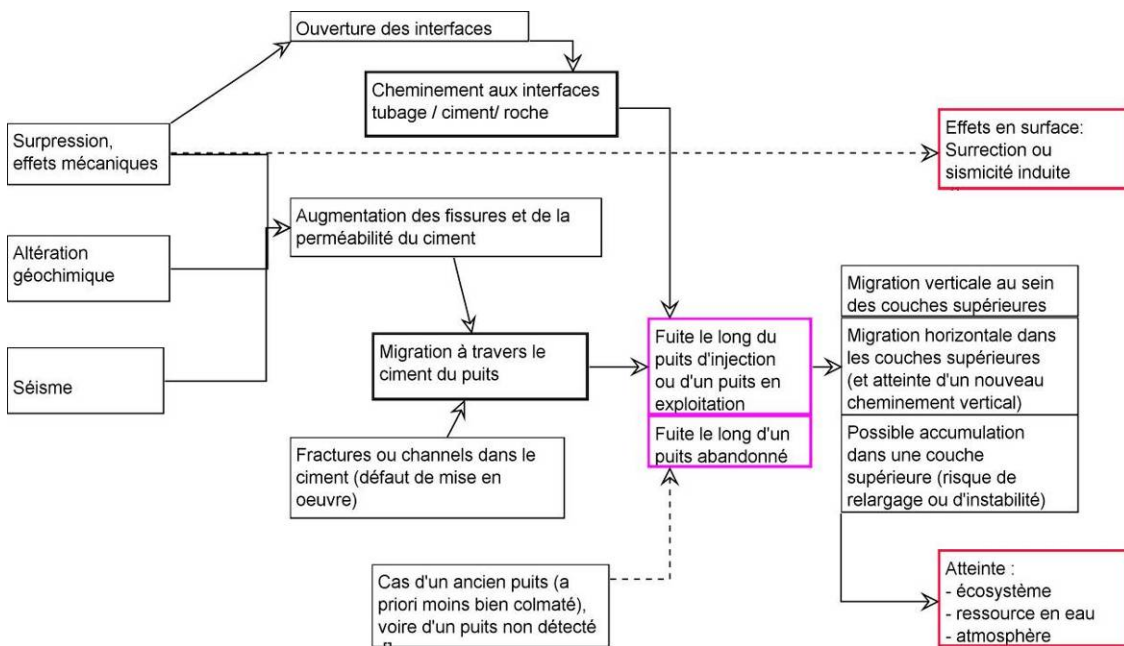 Ouverture des interfaces
Cheminement aux interfaces
tubage / ciment/ roche
Surpression,
effets mécaniques
Effets en surface:
Surrection ou
sismicité induite
Augmentation des fissures et de la
perméabilité du ciment
Altération
géochimique
Migration verticale au sein
des couches supérieures
Migration à travers le
ciment du puits
Fuite le long du
puits d'injection
ou d'un puits en
exploitation
Migration horizontale dans
les couches supérieures
(et atteinte d'un nouveau
cheminement vertical)
Séisme
Fractures ou channels dans le
ciment (défaut de mise en
oeuvre)
Fuite le long d'un
puits abandonné
Possible accumulation
dans une couche
supérieure (risque de
relargage ou d'instabilité)
Cas d'un ancien puits (a
priori moins bien colmaté),
voire d'un puits non détecté
Atteinte :
- écosystème
- ressource en eau
- atmosphère